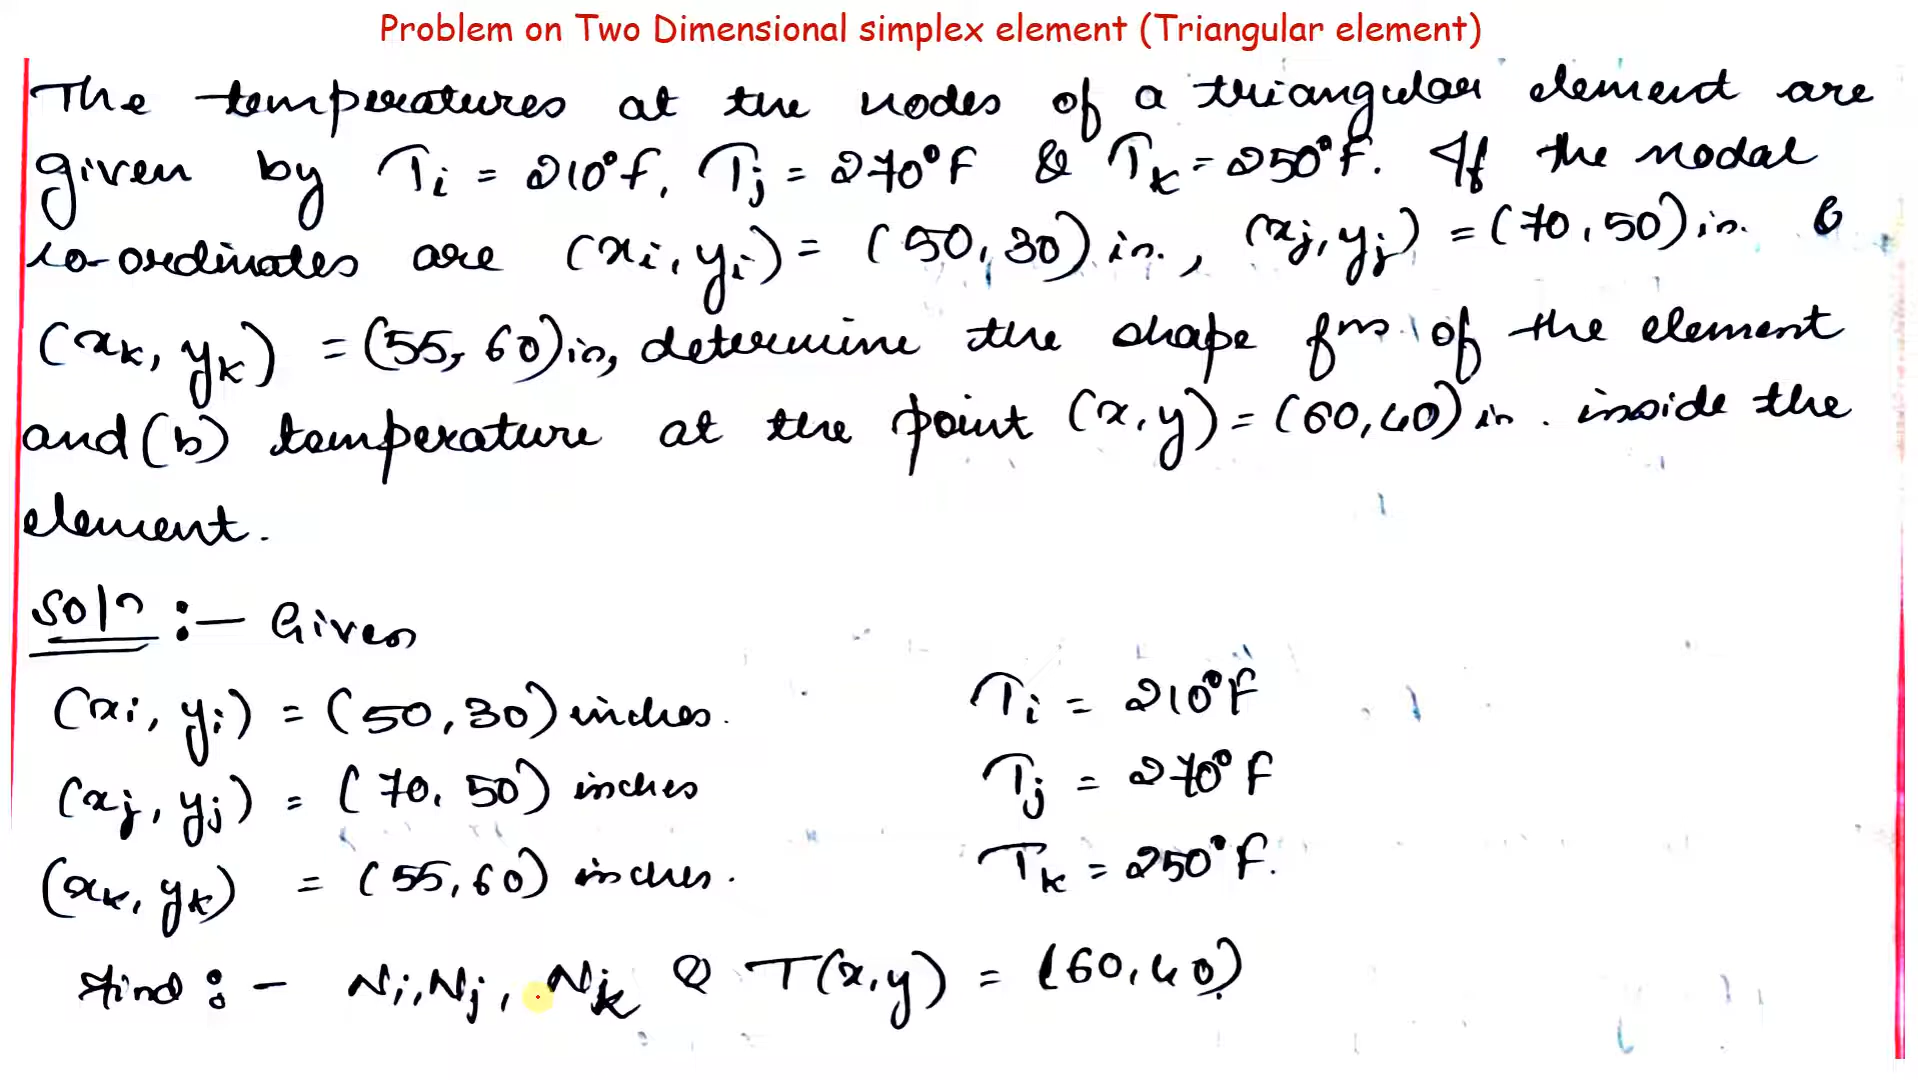 Problem on Two Dimensional simplex element (Triangular element)
The temperatures at the nodes of a triangular element are
given by Ti = 210°F, Tj = 270°F & Tk = 250°F. If the nodal
co-ordinates are (xi, yi) = (50, 30) in., (xj, yj) = (70, 50) in. &
(xk, yk) = (55, 60) in, determine the shape fns of the element
and (b) temperature at the point (x, y) = (60, 40) in. inside the
element.
Soln :- Given
(xi, yi) = (50, 30) inches. Ti = 210°F
(xj, yj) = (70, 50) inches Tj = 270°F
(xk, yk) = (55, 60) inches. Tk = 250°F.
find :- Ni, Nj, Nk & T(x, y) = (60, 40)